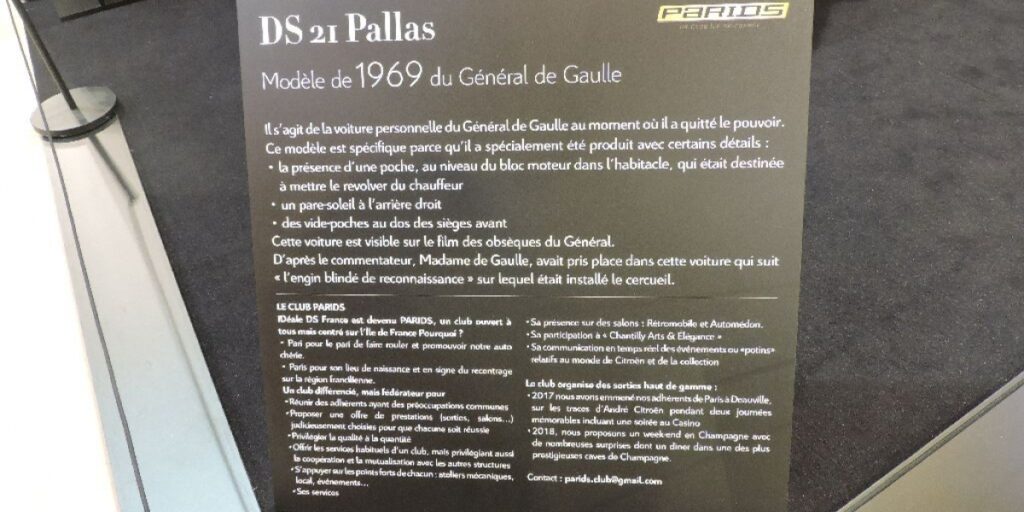 PARIDS
DS 21 Pallas
Modèle de 1969 du Général de Gaulle
Il s'agit de la voiture personnelle du Général de Gaulle au moment où il a quitté le pouvoir.
Ce modèle est spécifique parce qu'il a spécialement été produit avec certains détails :
• la présence d'une poche, au niveau du bloc moteur dans l'habitacle, qui était destinée
à mettre le revolver du chauffeur
• un pare-soleil à l'arrière droit
• des vide-poches au dos des sièges avant
Cette voiture est visible sur le film des obsèques du Général.
D'après le commentateur, Madame de Gaulle, avait pris place dans cette voiture qui suit
« l'engin blindé de reconnaissance » sur lequel était installé le cercueil.
LE CLUB PARIDS
IDéale DS France est devenu PARIDS, un club ouvert à
tous mais centré sur l'Ile de France Pourquoi ?
• Pari pour le pari de faire rouler et promouvoir notre auto
chérie.
• Paris pour son lieu de naissance et en signe du recentrage
sur la région francilienne.
Un club différencié, mais fédérateur pour
• Réunir des adhérents ayant des préoccupations communes
• Proposer une offre de prestations (sorties, salons...)
judicieusement choisies pour que chacune soit réussie
• Privilégier la qualité à la quantité
• Offrir les services habituels d'un club, mais privilégiant aussi
la coopération et la mutualisation avec les autres structures
• S'appuyer sur les points forts de chacun : ateliers mécaniques,
local, événements...
• Ses services
• Sa présence sur des salons : Rétromobile et Automédon.
• Sa participation à « Chantilly Arts & Elégance »
• Sa communication en temps réel des événements ou «potins»
relatifs au monde de Citroën et de la collection
Le club organise des sorties haut de gamme :
• 2017 nous avons emmené nos adhérents de Paris à Deauville,
sur les traces d'André Citroën pendant deux journées
mémorables incluant une soirée au Casino
• 2018, nous proposons un week-end en Champagne avec
de nombreuses surprises dont un diner dans une des plus
prestigieuses caves de Champagne.
Contact : parids.club@gmail.com